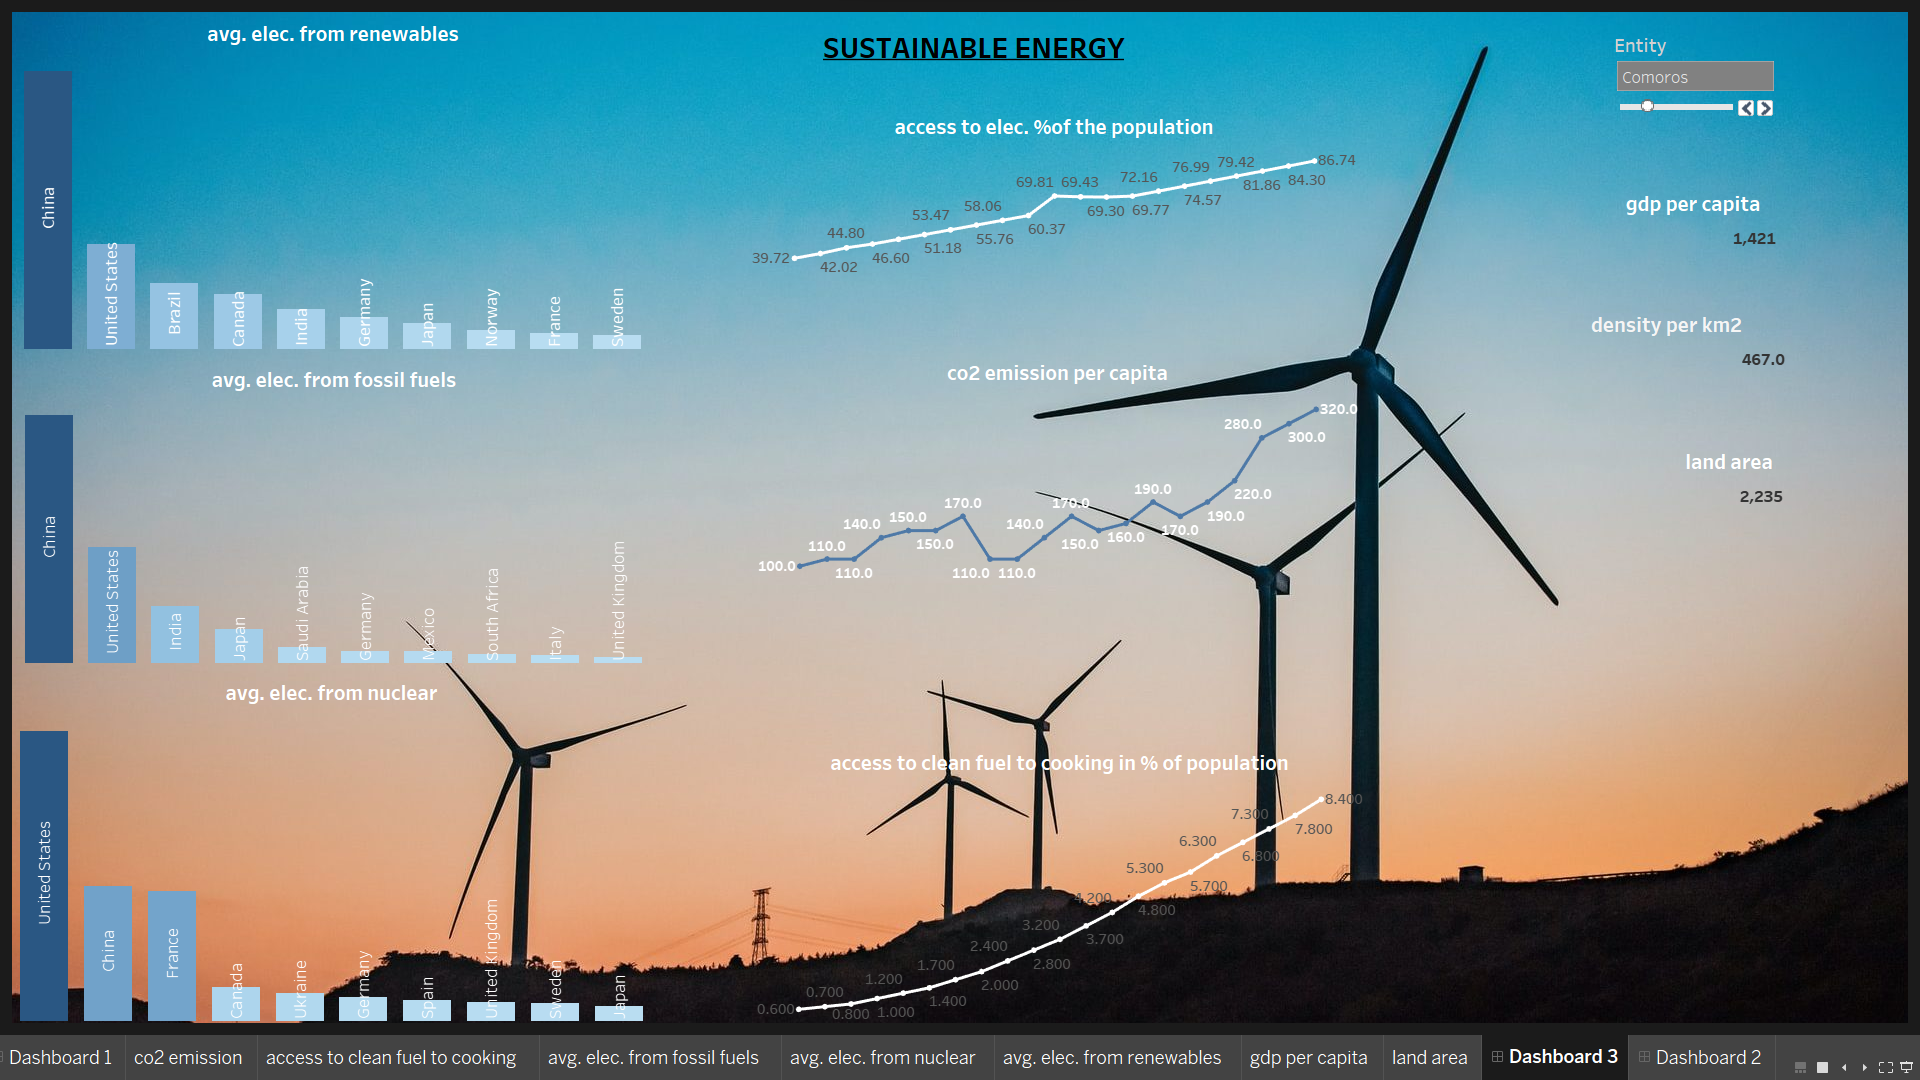 avg. elec. from renewables
SUSTAINABLE ENERGY
Entity
Comoros
China
United States
Brazil
Canada
India
Germany
Japan
Norway
France
Sweden
access to elec. %of the population
39.72
42.02
44.80
46.60
53.47
51.18
58.06
55.76
60.37
69.81
69.43
69.30
69.77
72.16
74.57
76.99
79.42
81.86
84.30
86.74
gdp per capita
1,421
density per km2
467.0
land area
2,235
avg. elec. from fossil fuels
China
United States
India
Japan
Saudi Arabia
Germany
Mexico
South Africa
Italy
United Kingdom
co2 emission per capita
100.0
110.0
110.0
140.0
150.0
150.0
170.0
110.0
110.0
140.0
170.0
150.0
160.0
190.0
170.0
190.0
220.0
280.0
300.0
320.0
avg. elec. from nuclear
United States
China
France
Canada
Ukraine
Germany
Spain
United Kingdom
Sweden
Japan
access to clean fuel to cooking in % of population
0.600
0.700
0.800
1.200
1.000
1.700
1.400
2.400
2.000
2.800
3.200
3.700
4.200
4.800
5.300
5.700
6.300
6.800
7.300
7.800
8.400
Dashboard 1
co2 emission
access to clean fuel to cooking
avg. elec. from fossil fuels
avg. elec. from nuclear
avg. elec. from renewables
gdp per capita
land area
Dashboard 3
Dashboard 2